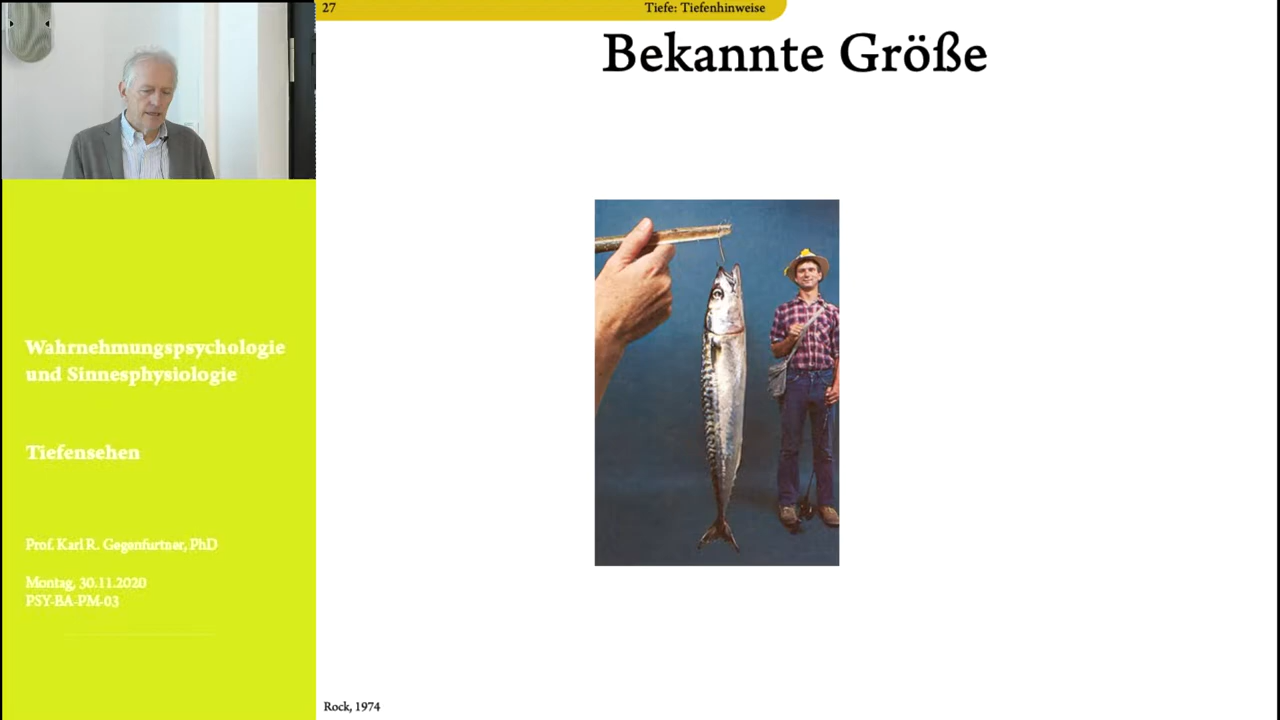 27
Tiefe: Tiefenhinweise
Bekannte Größe
Wahrnehmungspsychologie
und Sinnesphysiologie
Tiefensehen
Prof. Karl R. Gegenfurtner, PhD
Montag, 30.11.2020
PSY-BA-PM-03
Rock, 1974